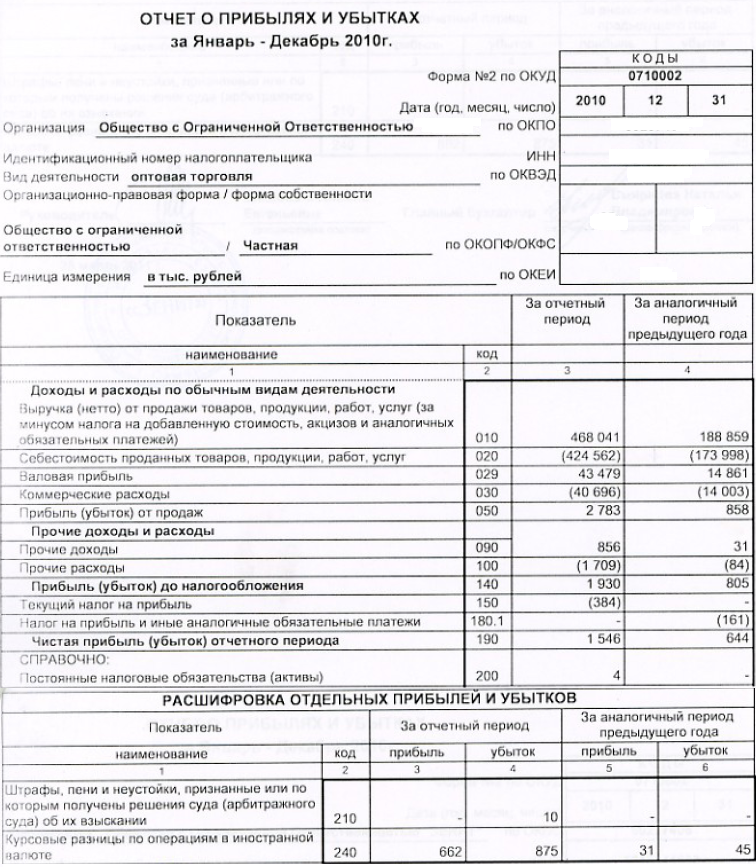 ОТЧЕТ О ПРИБЫЛЯХ И УБЫТКАХ
за Январь - Декабрь 2010г.
КОДЫ
Форма №2 по ОКУД 0710002
Дата (год, месяц, число) 2010 12 31
Организация Общество с Ограниченной Ответственностью по ОКПО
Идентификационный номер налогоплательщика ИНН
Вид деятельности оптовая торговля по ОКВЭД
Организационно-правовая форма / форма собственности
Общество с ограниченной
ответственностью / Частная по ОКОПФ/ОКФС
Единица измерения в тыс. рублей по ОКЕИ
Показатель За отчетный период За аналогичный период предыдущего года
наименование код
1 2 3 4
Доходы и расходы по обычным видам деятельности
Выручка (нетто) от продажи товаров, продукции, работ, услуг (за
минусом налога на добавленную стоимость, акцизов и аналогичных
обязательных платежей) 010 468 041 188 859
Себестоимость проданных товаров, продукции, работ, услуг 020 (424 562) (173 998)
Валовая прибыль 029 43 479 14 861
Коммерческие расходы 030 (40 696) (14 003)
Прибыль (убыток) от продаж 050 2 783 858
Прочие доходы и расходы
Прочие доходы 090 856 31
Прочие расходы 100 (1 709) (84)
Прибыль (убыток) до налогообложения 140 1 930 805
Текущий налог на прибыль 150 (384) -
Налог на прибыль и иные аналогичные обязательные платежи 180.1 - (161)
Чистая прибыль (убыток) отчетного периода 190 1 546 644
СПРАВОЧНО:
Постоянные налоговые обязательства (активы) 200 4 -
РАСШИФРОВКА ОТДЕЛЬНЫХ ПРИБЫЛЕЙ И УБЫТКОВ
Показатель За отчетный период За аналогичный период предыдущего года
наименование код прибыль убыток прибыль убыток
1 2 3 4 5 6
Штрафы, пени и неустойки, признанные или по
которым получены решения суда (арбитражного
суда) об их взыскании 210 - 10 - -
Курсовые разницы по операциям в иностранной
валюте 240 662 875 31 45